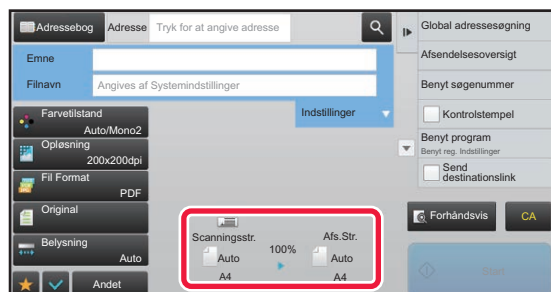 Adressebog
Adresse
Tryk for at angive adresse
Emne
Filnavn
Angives af Systemindstillinger
Indstillinger
Farvetilstand
Auto/Mono2
Opløsning
200x200dpi
Fil Format
PDF
Original
Belysning
Auto
Andet
Scanningsstr.
Auto
A4
100%
Afs.Str.
Auto
A4
Global adressesøgning
Afsendelsesoversigt
Benyt søgenummer
Kontrolstempel
Benyt program
Benyt reg. Indstillinger
Send
destinationslink
Forhåndsvis
CA
Start